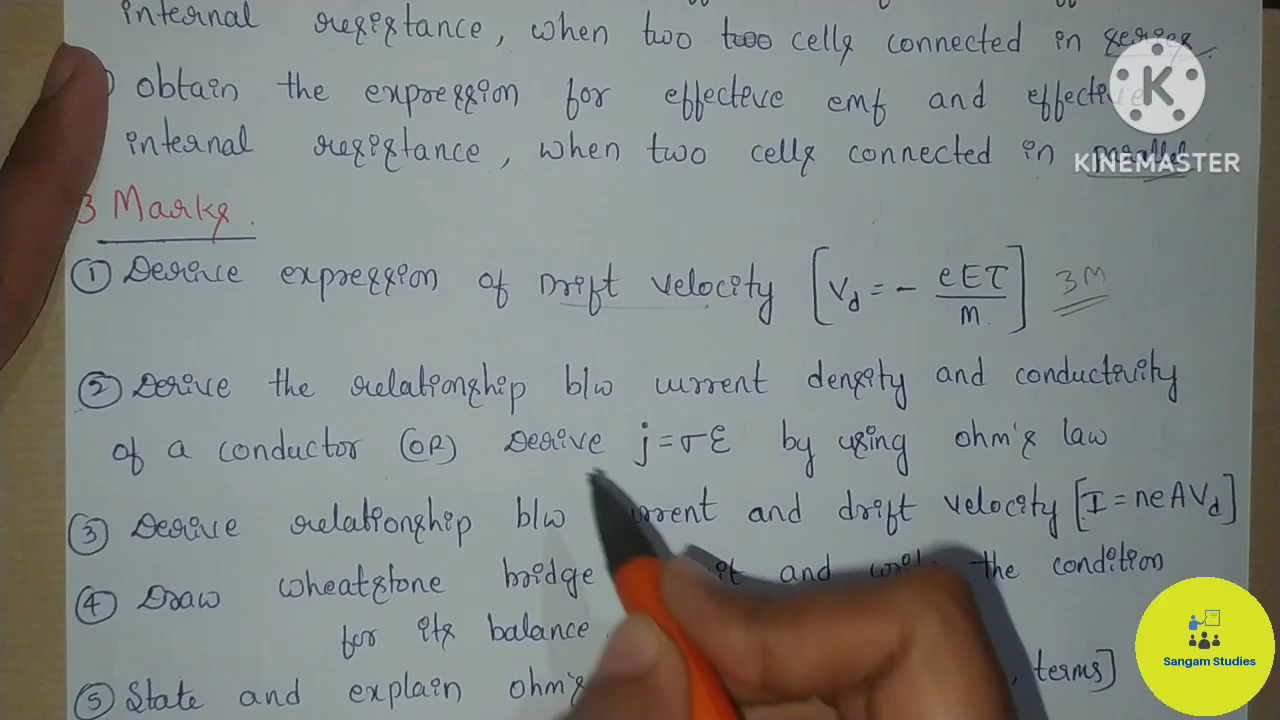 internal resistance, when two two cells connected in series.
obtain the expression for effective emf and effective
internal resistance, when two cells connected in parallel
K
KINEMASTER
3 Marks.
① Derive expression of Drift velocity [Vd = - eEτ/m] 3M
② Derive the relationship b/w current density and conductivity
of a conductor (OR) Derive j = σE by using ohm's law
③ Derive relationship b/w current and drift velocity [I = neAVd]
④ Draw wheatstone bridge and the condition
for its balance.
⑤ State and explain ohm's , terms]
Sangam Studies